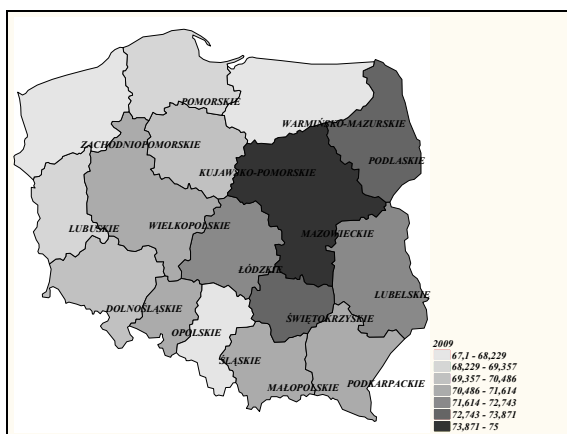 POMORSKIE
WARMIŃSKO-MAZURSKIE
ZACHODNIOPOMORSKIE
PODLASKIE
KUJAWSKO-POMORSKIE
WIELKOPOLSKIE
LUBUSKIE
MAZOWIECKIE
ŁÓDZKIE
LUBELSKIE
DOLNOŚLĄSKIE
ŚWIĘTOKRZYSKIE
OPOLSKIE
ŚLĄSKIE
PODKARPACKIE
MAŁOPOLSKIE
2009
67,1 - 68,229
68,229 - 69,357
69,357 - 70,486
70,486 - 71,614
71,614 - 72,743
72,743 - 73,871
73,871 - 75